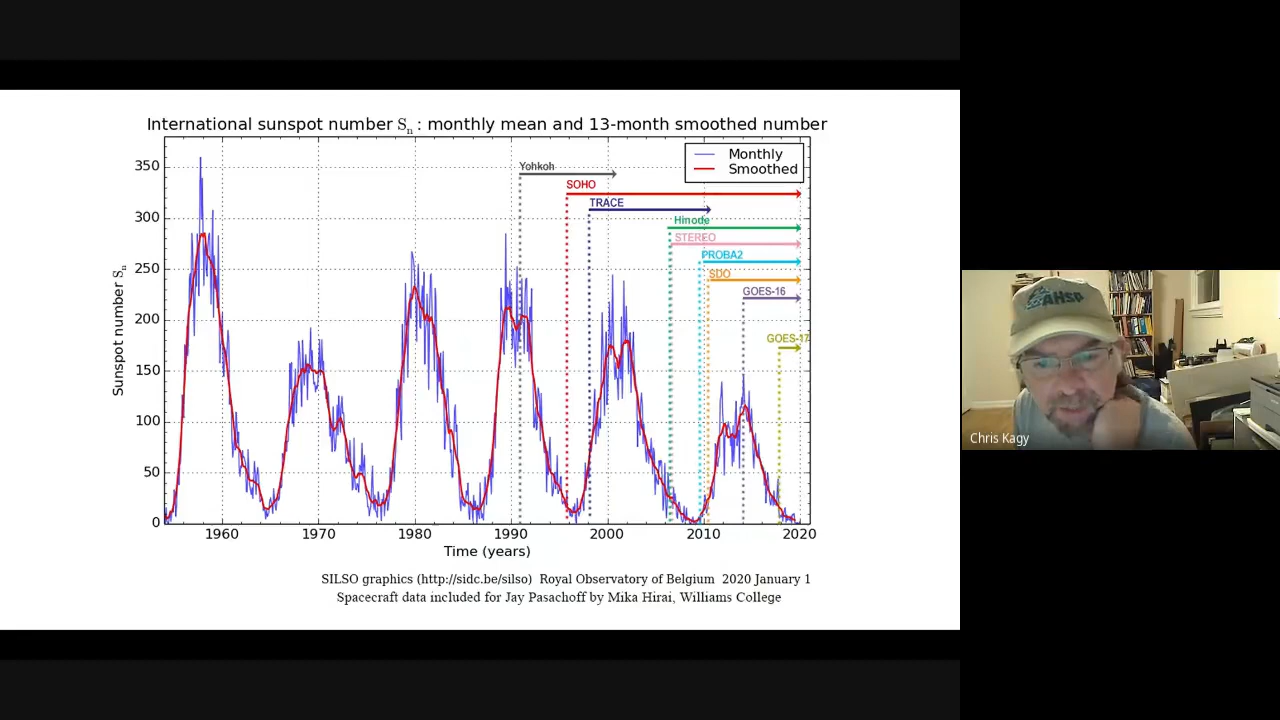 International sunspot number Sn : monthly mean and 13-month smoothed number
Monthly
Smoothed
Yohkoh
SOHO
TRACE
Hinode
STEREO
PROBA2
SDO
GOES-16
GOES-17
Sunspot number Sn
350
300
250
200
150
100
50
0
1960 1970 1980 1990 2000 2010 2020
Time (years)
SILSO graphics (http://sidc.be/silso) Royal Observatory of Belgium 2020 January 1
Spacecraft data included for Jay Pasachoff by Mika Hirai, Williams College
AHSP
Chris Kagy